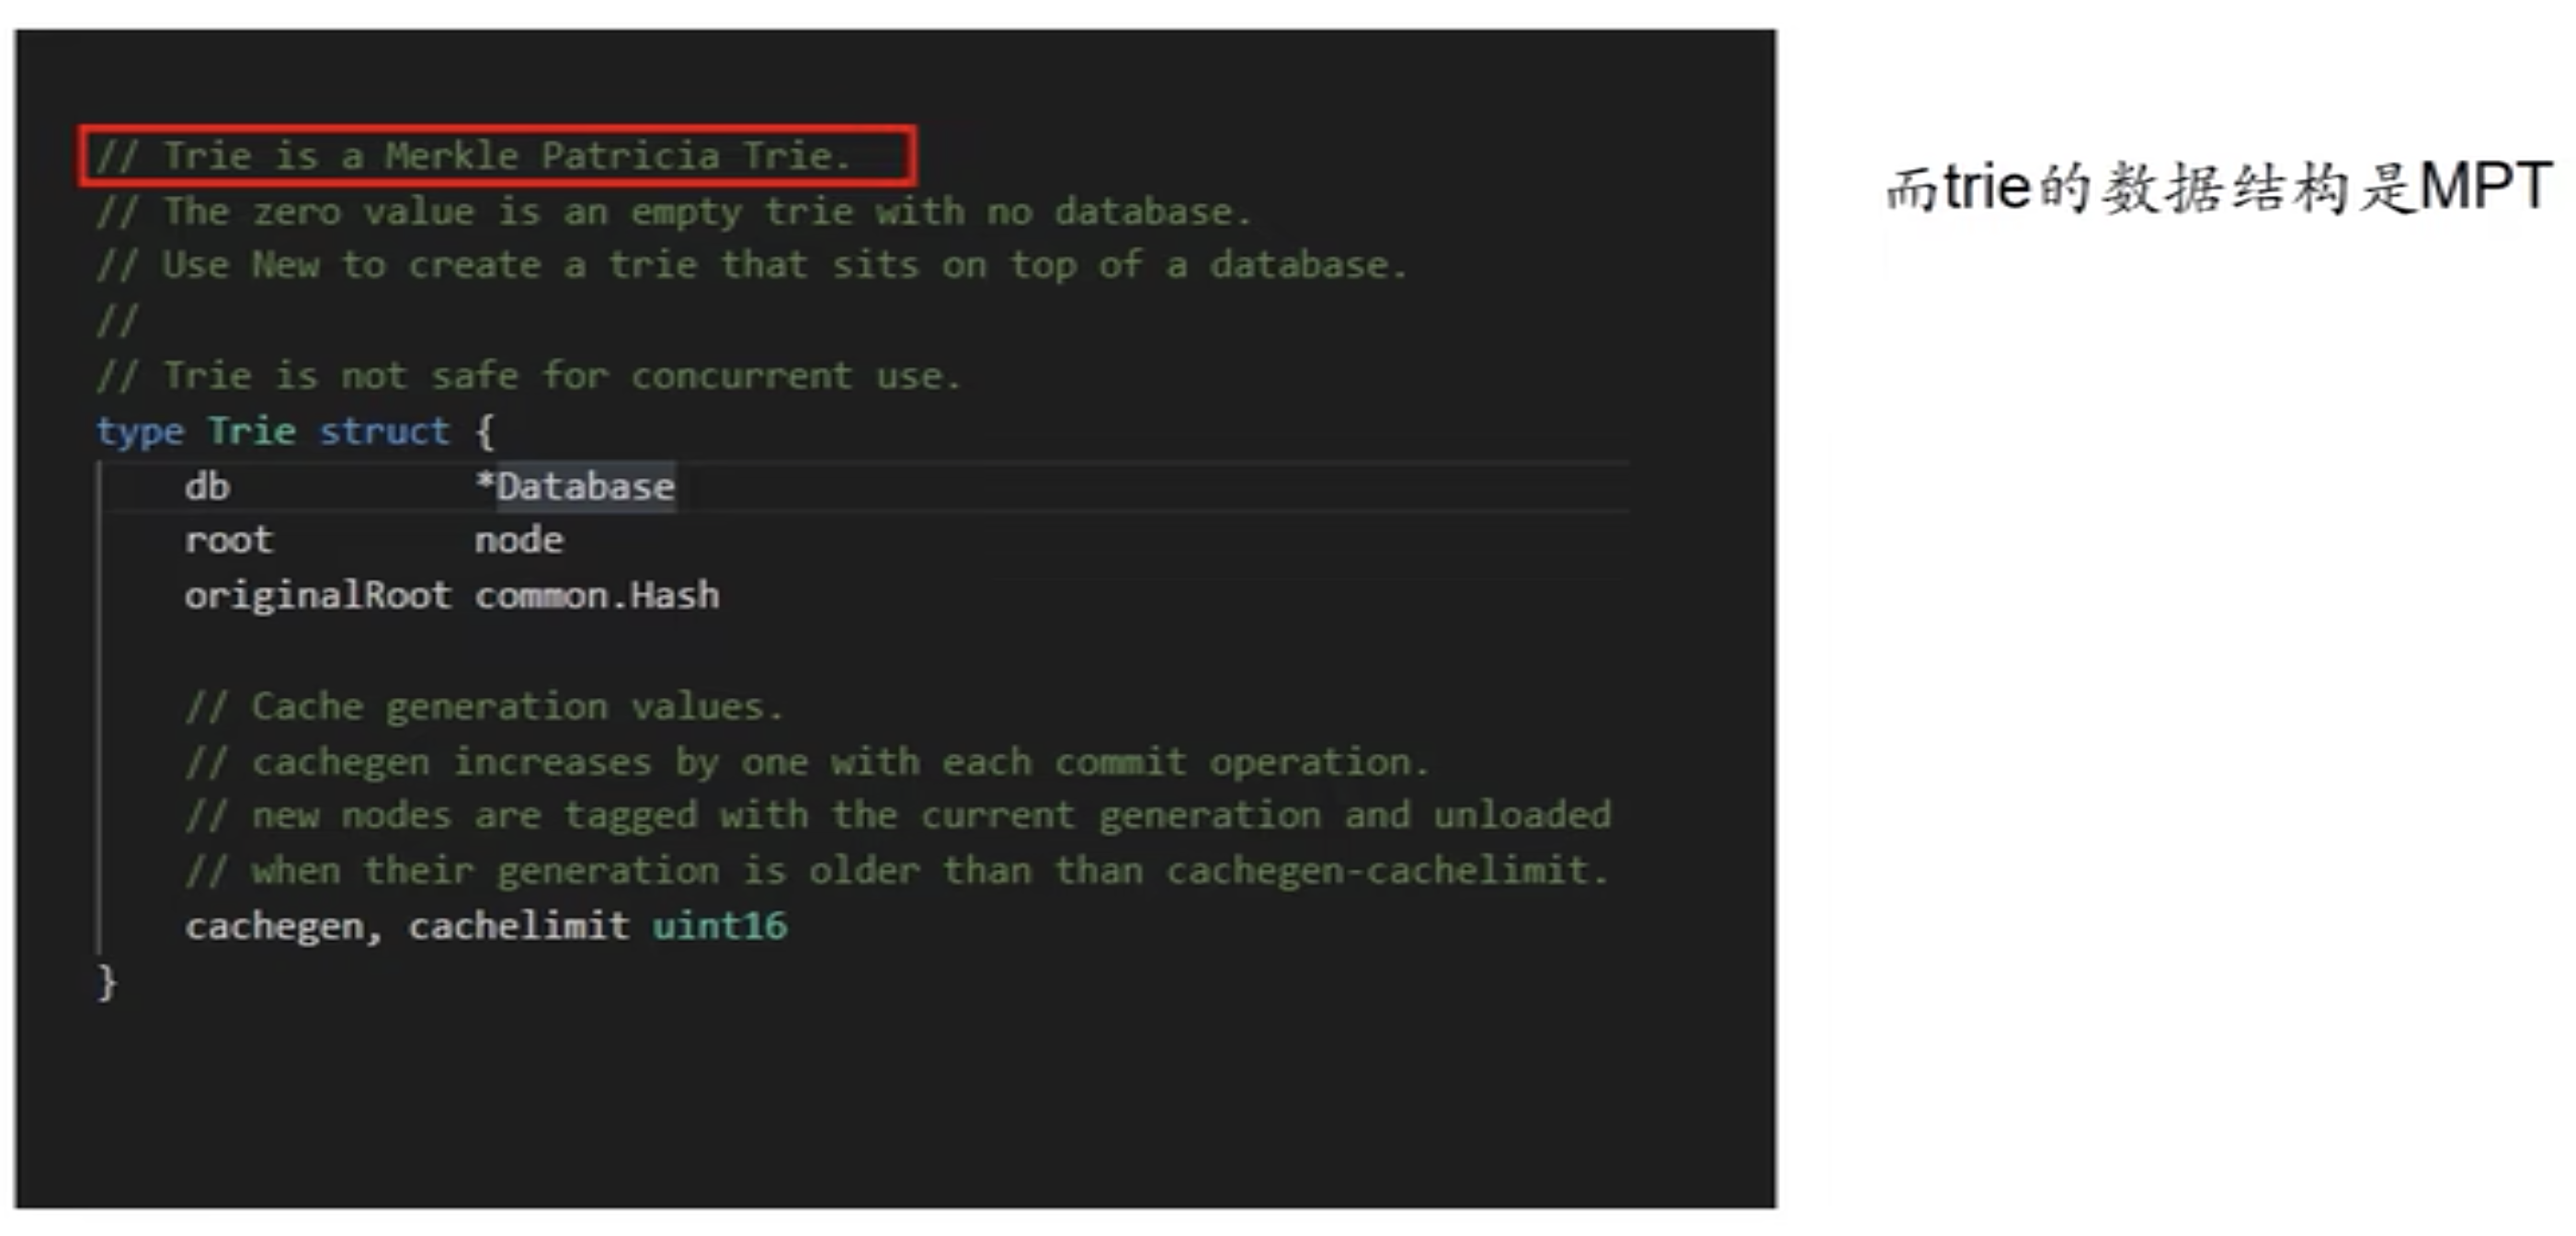 // Trie is a Merkle Patricia Trie.
// The zero value is an empty trie with no database.
// Use New to create a trie that sits on top of a database.
//
// Trie is not safe for concurrent use.
type Trie struct {
    db         *Database
    root       node
    originalRoot common.Hash

    // Cache generation values.
    // cachegen increases by one with each commit operation.
    // new nodes are tagged with the current generation and unloaded
    // when their generation is older than than cachegen-cachelimit.
    cachegen, cachelimit uint16
}
而trie的数据结构是MPT